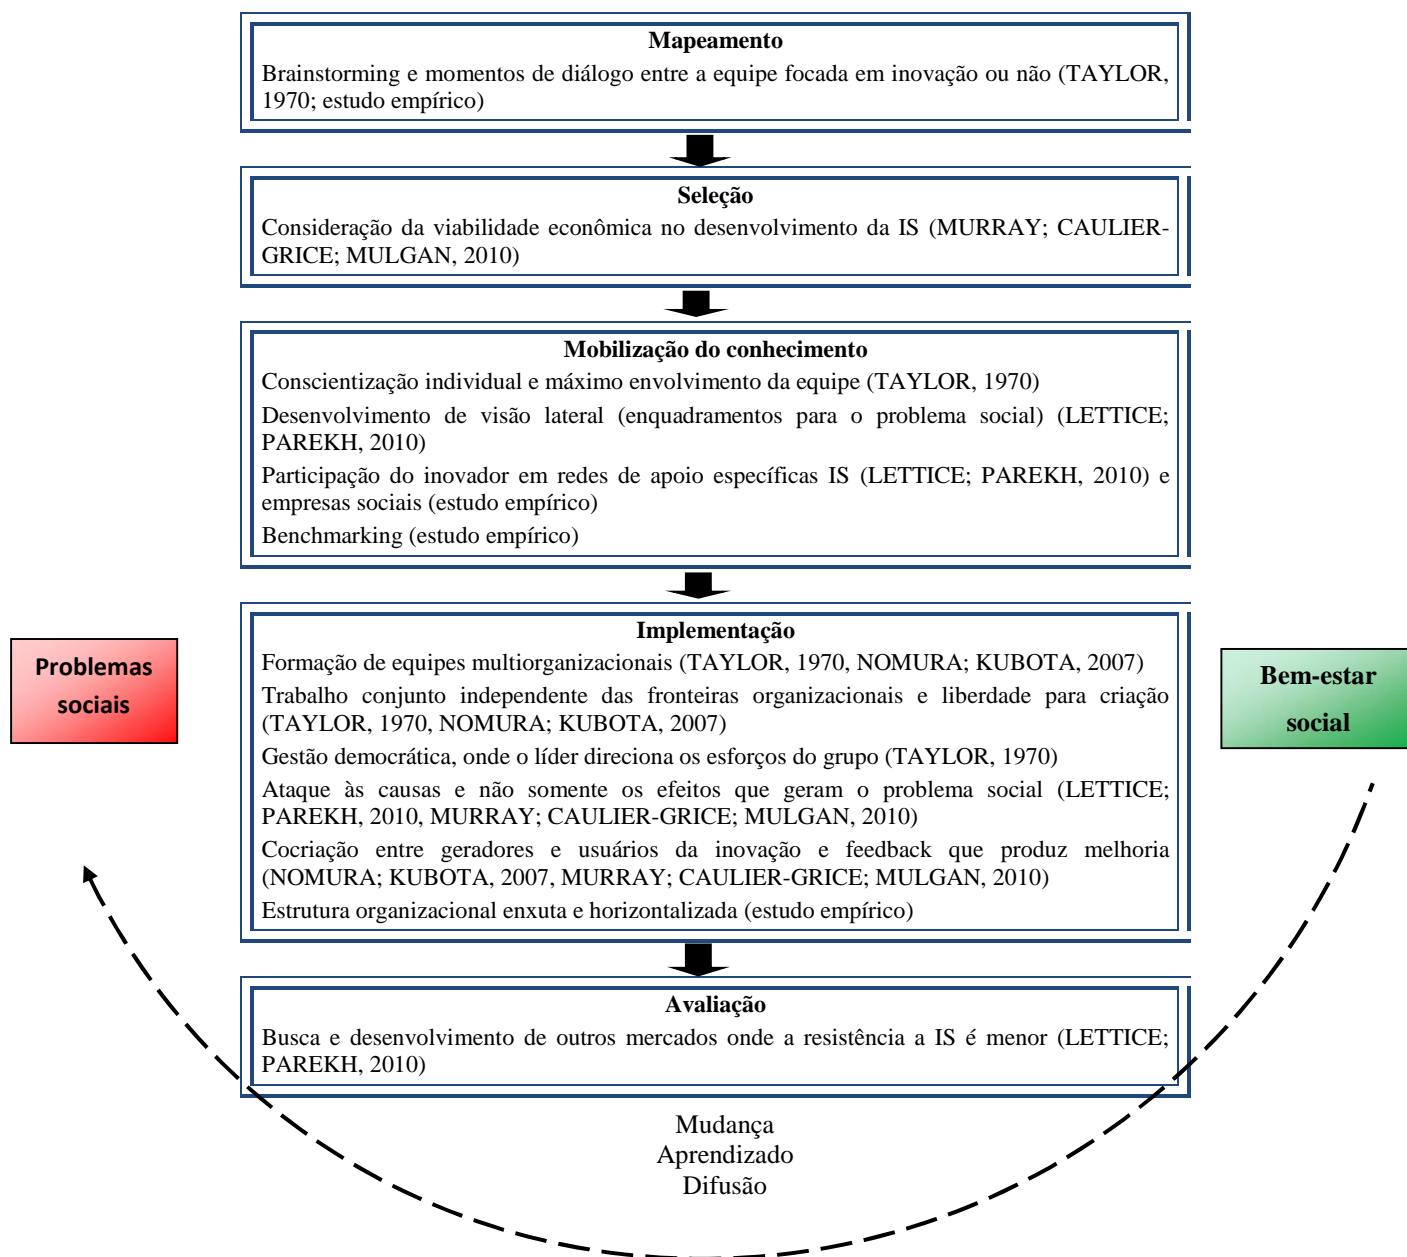 Mapeamento
Brainstorming e momentos de diálogo entre a equipe focada em inovação ou não (TAYLOR,
1970; estudo empírico)
Seleção
Consideração da viabilidade econômica no desenvolvimento da IS (MURRAY; CAULIER-
GRICE; MULGAN, 2010)
Mobilização do conhecimento
Conscientização individual e máximo envolvimento da equipe (TAYLOR, 1970)
Desenvolvimento de visão lateral (enquadramentos para o problema social) (LETTICE;
PAREKH, 2010)
Participação do inovador em redes de apoio específicas IS (LETTICE; PAREKH, 2010) e
empresas sociais (estudo empírico)
Benchmarking (estudo empírico)
Problemas
sociais
Implementação
Formação de equipes multiorganizacionais (TAYLOR, 1970, NOMURA; KUBOTA, 2007)
Trabalho conjunto independente das fronteiras organizacionais e liberdade para criação
(TAYLOR, 1970, NOMURA; KUBOTA, 2007)
Gestão democrática, onde o líder direciona os esforços do grupo (TAYLOR, 1970)
Ataque às causas e não somente os efeitos que geram o problema social (LETTICE;
PAREKH, 2010, MURRAY; CAULIER-GRICE; MULGAN, 2010)
Cocriação entre geradores e usuários da inovação e feedback que produz melhoria
(NOMURA; KUBOTA, 2007, MURRAY; CAULIER-GRICE; MULGAN, 2010)
Estrutura organizacional enxuta e horizontalizada (estudo empírico)
Bem-estar
social
Avaliação
Busca e desenvolvimento de outros mercados onde a resistência a IS é menor (LETTICE;
PAREKH, 2010)
Mudança
Aprendizado
Difusão